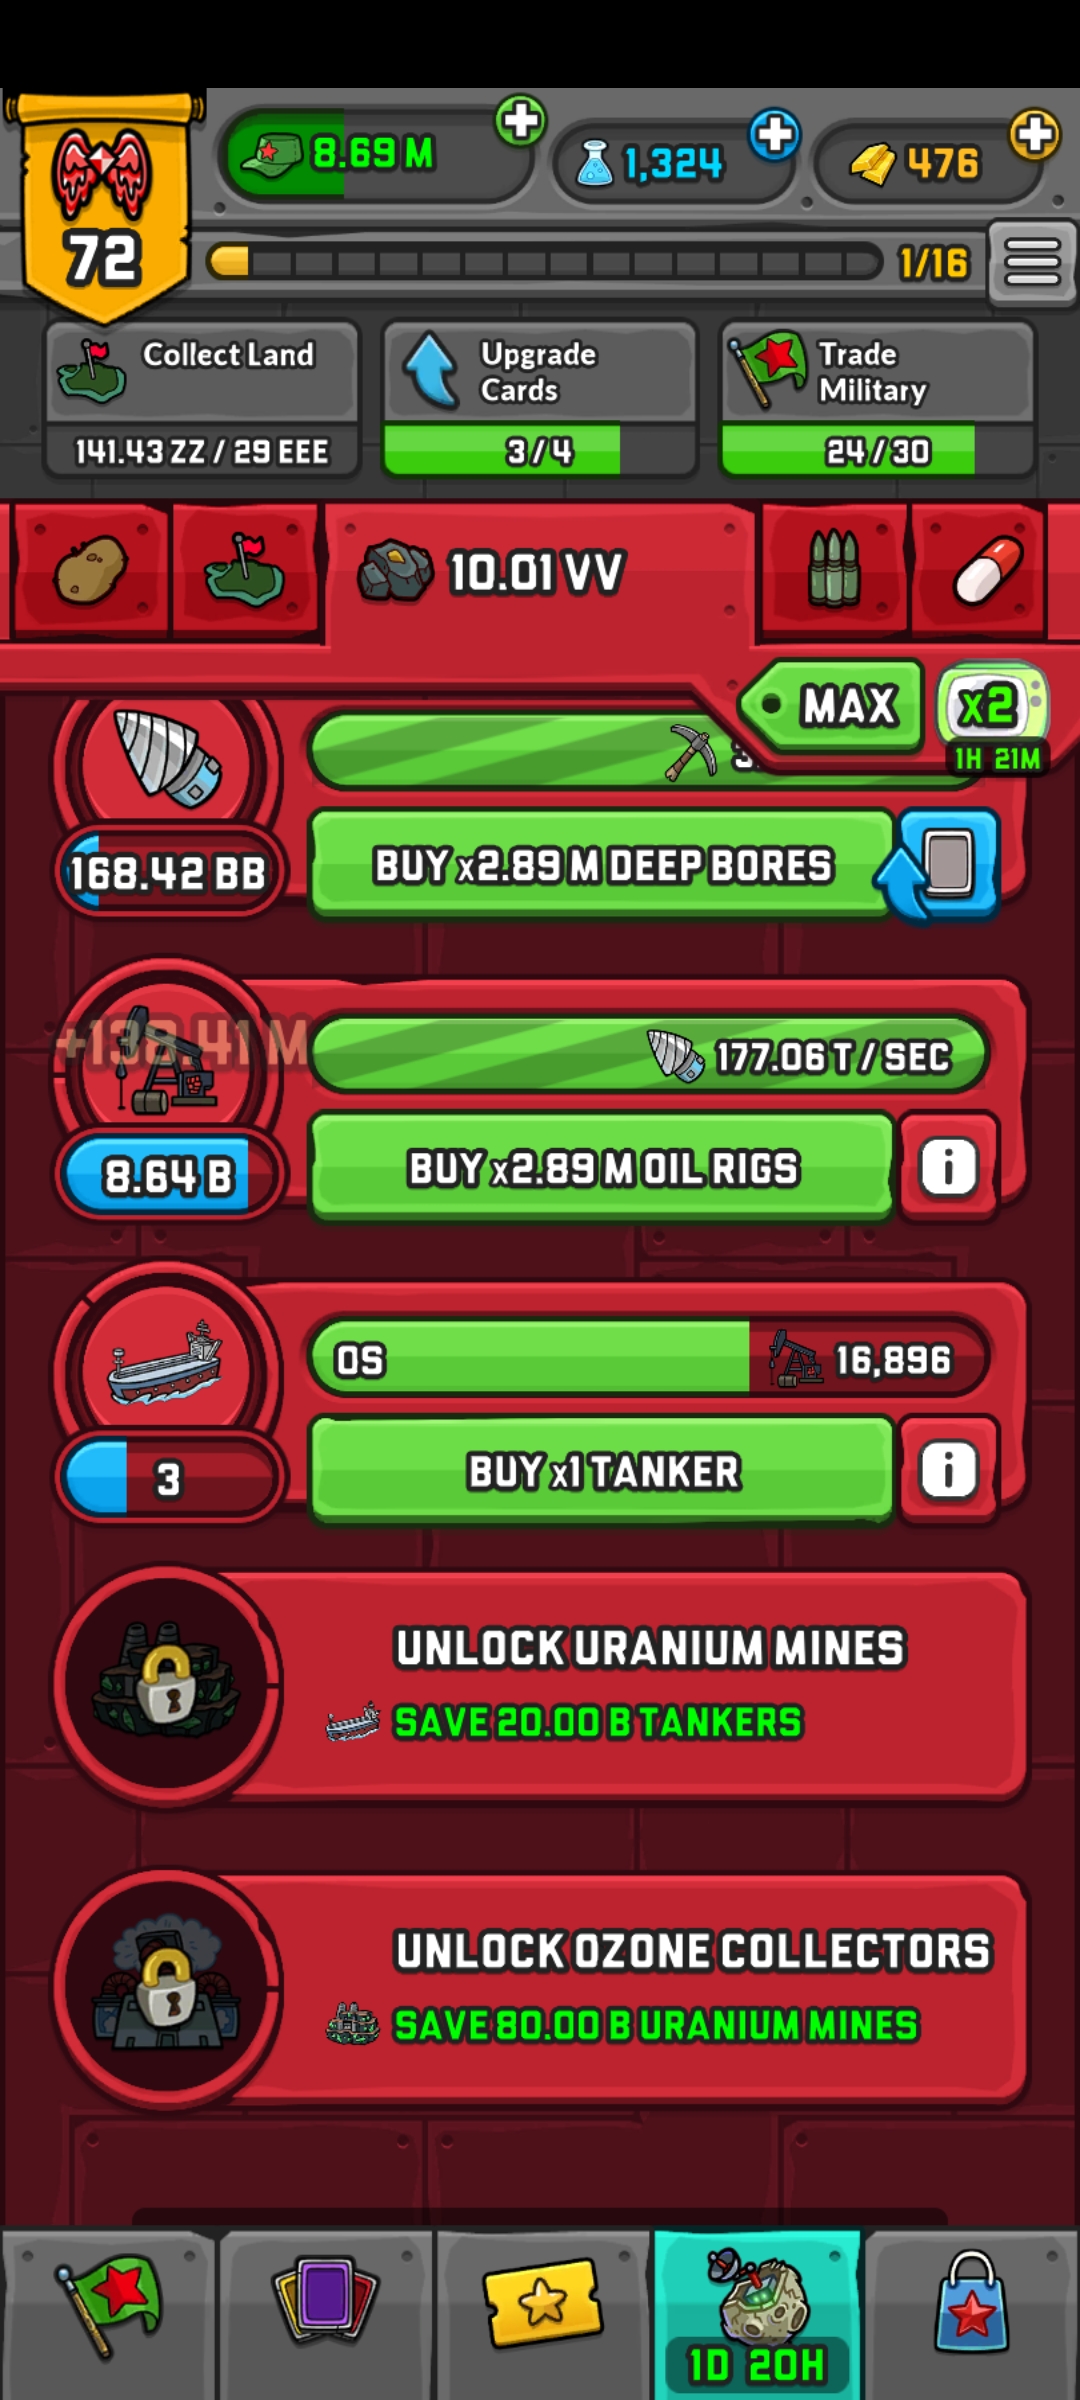 8.69 M
1,324
476
72
1/16
Collect Land
141.43 ZZ / 29 EEE
Upgrade
Cards
3/4
Trade
Military
24/30
10.01 VV
MAX
x2
1H 21M
168.42 BB
BUY x2.89 M DEEP BORES
+138.41 M
177.06 T / SEC
8.64 B
BUY x2.89 M OIL RIGS
0S
16,896
3
BUY x1 TANKER
UNLOCK URANIUM MINES
SAVE 20.00 B TANKERS
UNLOCK OZONE COLLECTORS
SAVE 80.00 B URANIUM MINES
1D 20H